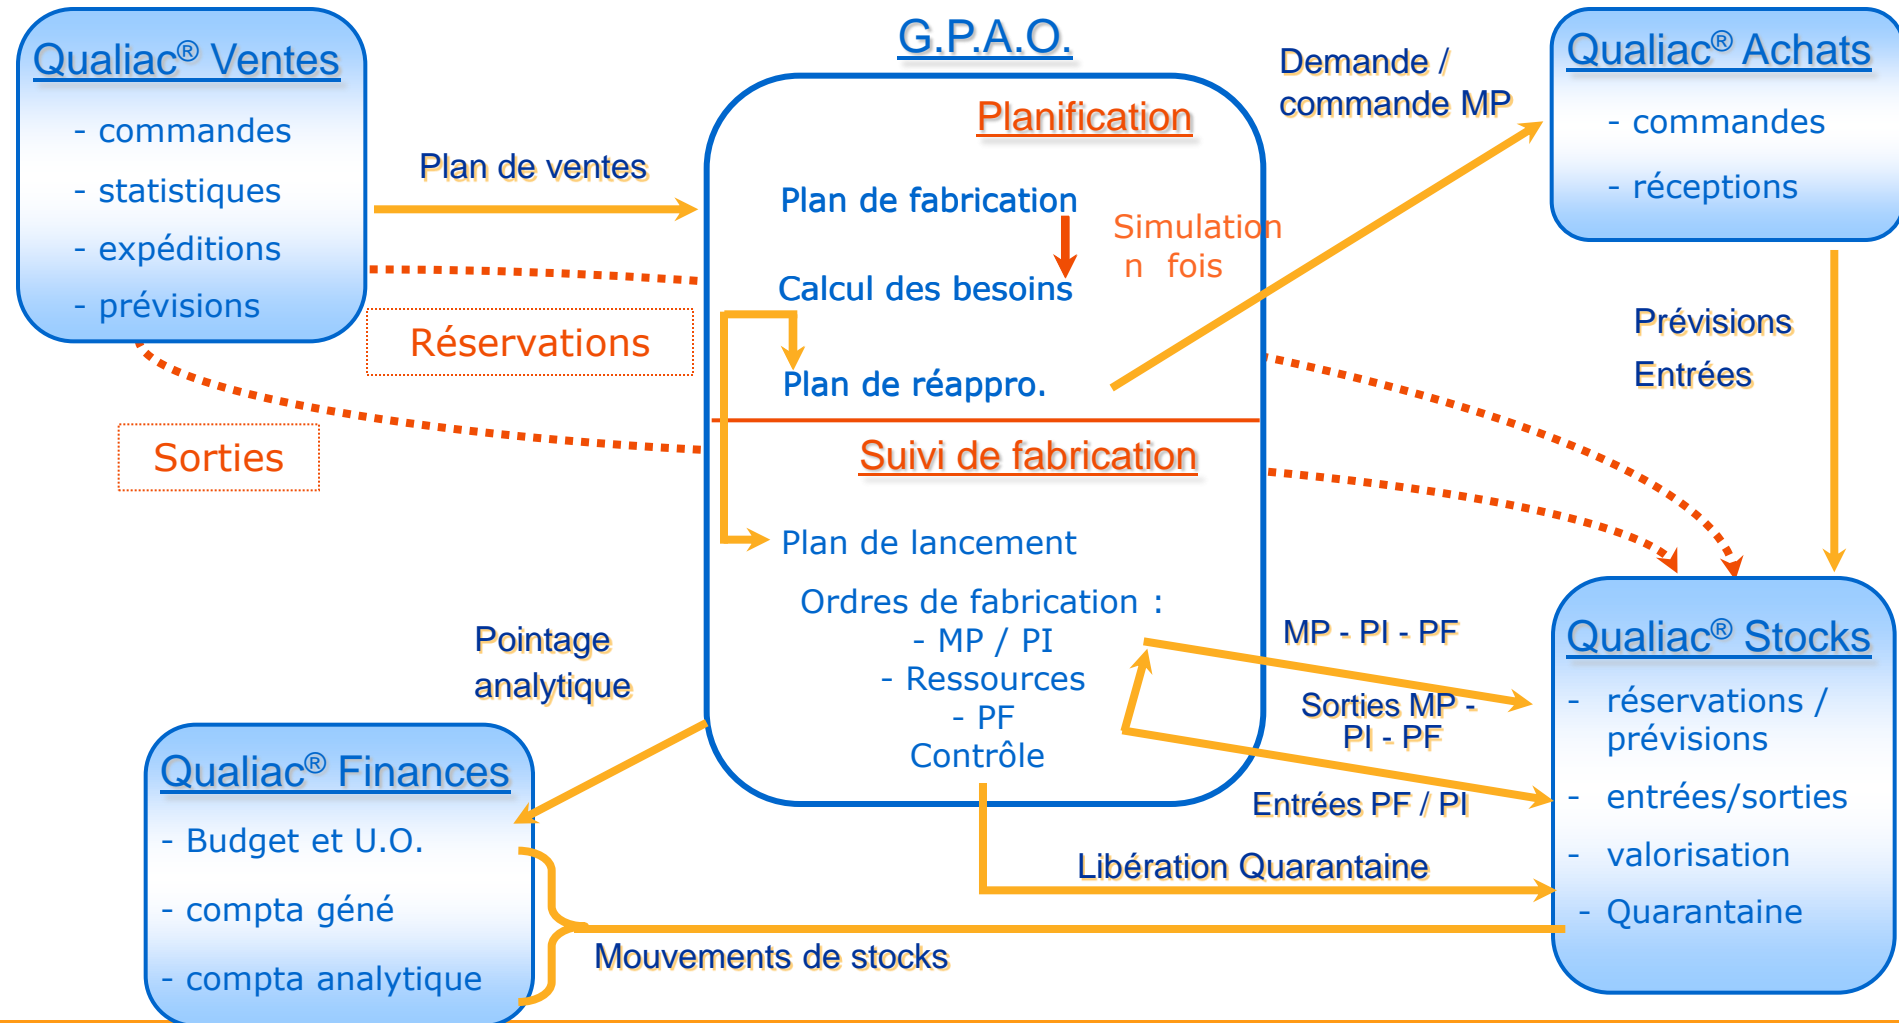 Qualiac® Ventes
- commandes
- statistiques
- expéditions
- prévisions
Plan de ventes
Réservations
Sorties
G.P.A.O.
Planification
Plan de fabrication
Simulation
n fois
Calcul des besoins
Plan de réappro.
Suivi de fabrication
Plan de lancement
Ordres de fabrication :
- MP / PI
- Ressources
- PF
Contrôle
Demande /
commande MP
Qualiac® Achats
- commandes
- réceptions
Prévisions
Entrées
Pointage
analytique
MP - PI - PF
Sorties MP -
PI - PF
Entrées PF / PI
Libération Quarantaine
Mouvements de stocks
Qualiac® Stocks
- réservations /
prévisions
- entrées/sorties
- valorisation
- Quarantaine
Qualiac® Finances
- Budget et U.O.
- compta géné
- compta analytique